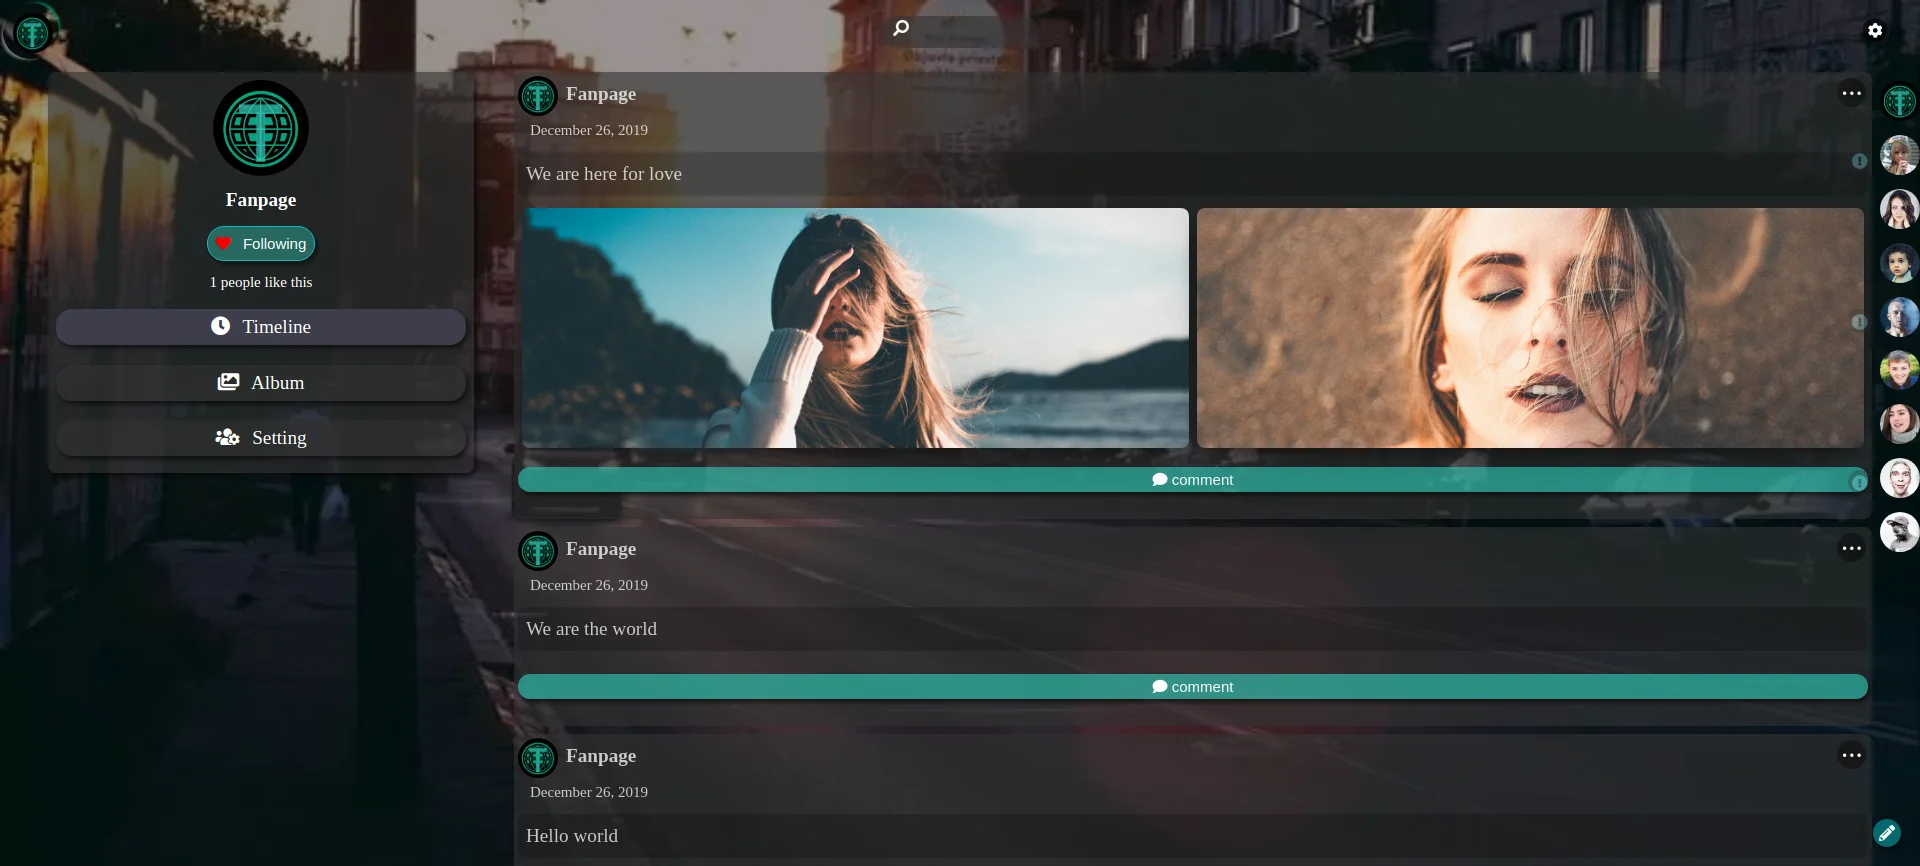 Fanpage
Following
1 people like this
Timeline
Album
Setting
Fanpage
December 26, 2019
We are here for love
comment
Fanpage
December 26, 2019
We are the world
comment
Fanpage
December 26, 2019
Hello world